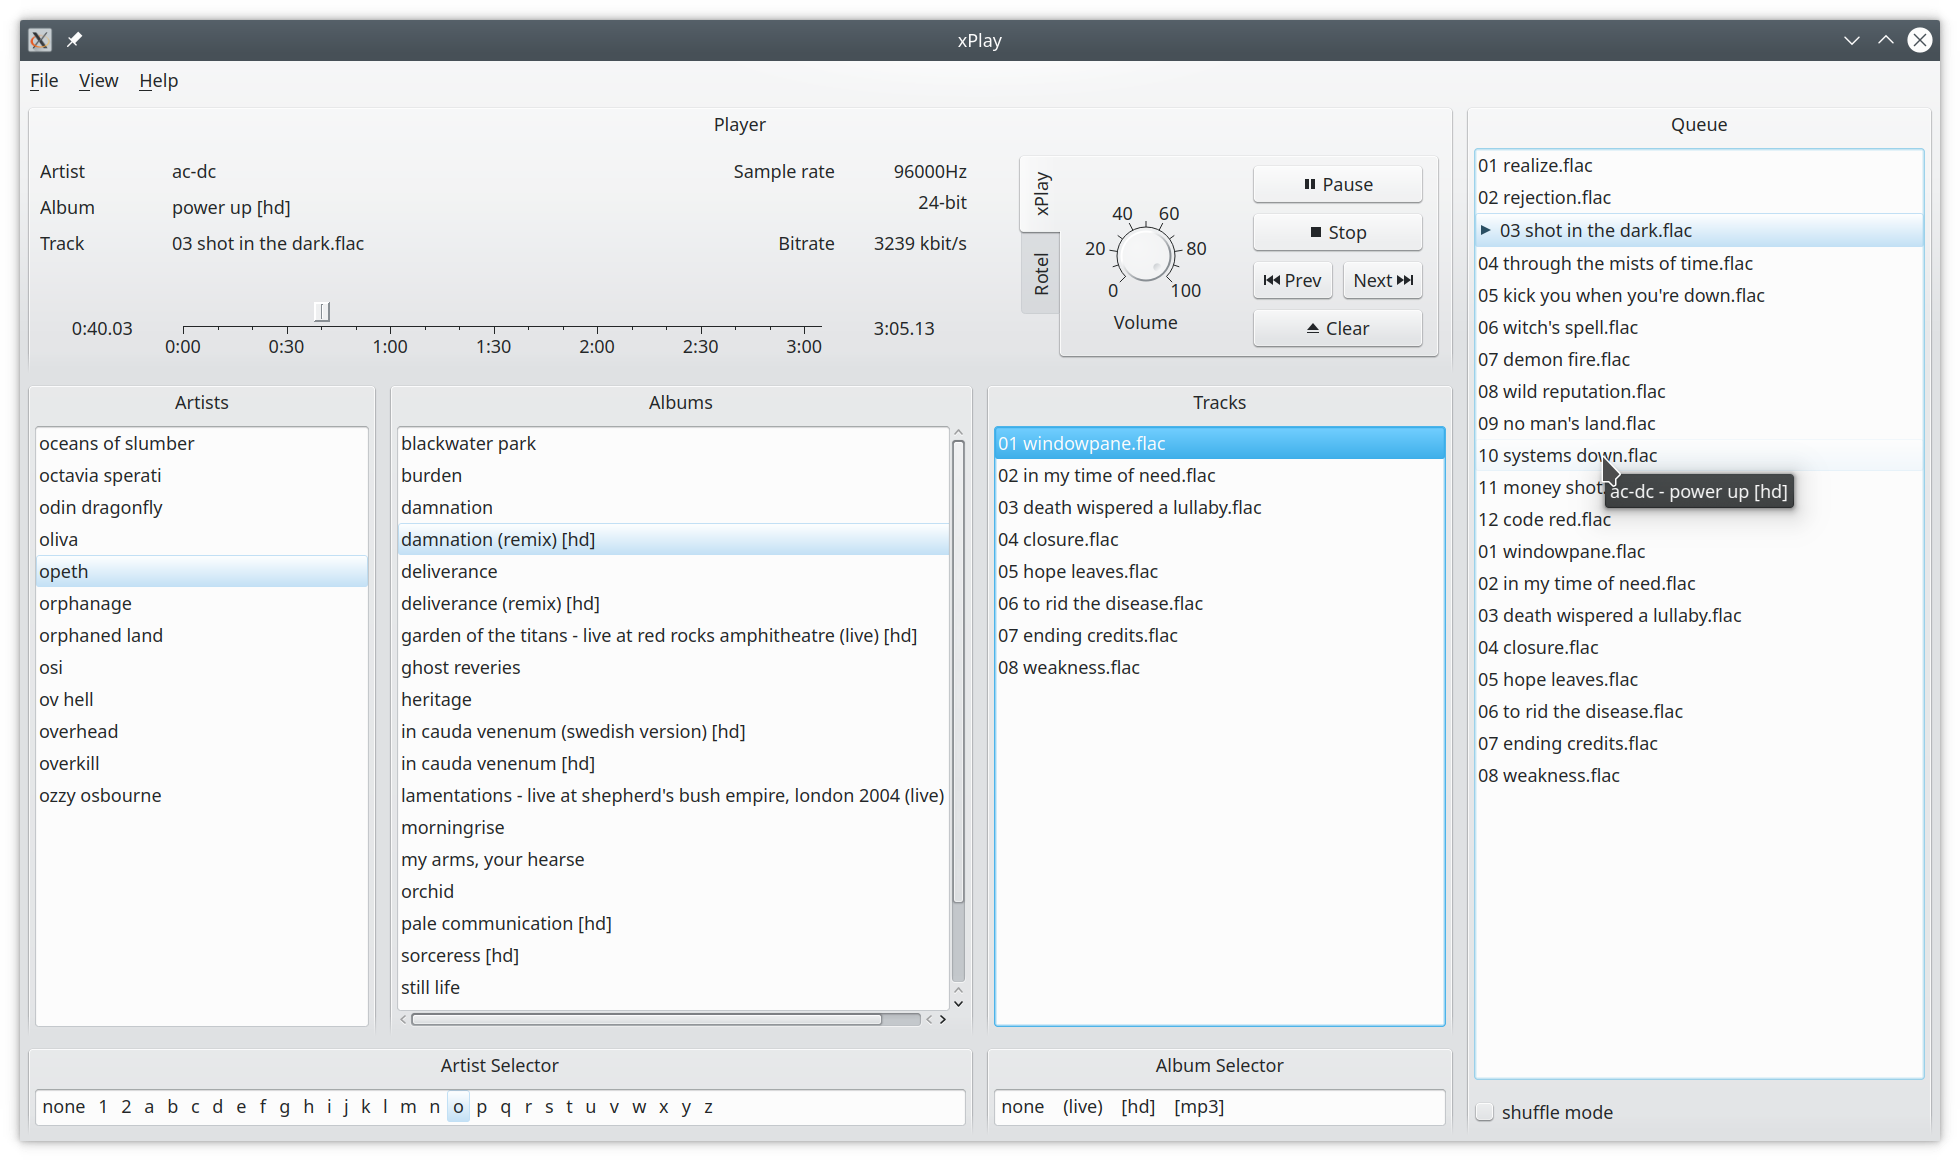 xPlay
File View Help
Player
Artist ac-dc Sample rate 96000Hz
24-bit
Album power up [hd]
Track 03 shot in the dark.flac Bitrate 3239 kbit/s
0:40.03 3:05.13
0:00 0:30 1:00 1:30 2:00 2:30 3:00
xPlay
Rotel
40 60
20 80
0 100
Volume
Pause
Stop
Prev Next
Clear
Queue
01 realize.flac
02 rejection.flac
03 shot in the dark.flac
04 through the mists of time.flac
05 kick you when you're down.flac
06 witch's spell.flac
07 demon fire.flac
08 wild reputation.flac
09 no man's land.flac
10 systems down.flac
11 money shot.
ac-dc - power up [hd]
12 code red.flac
01 windowpane.flac
02 in my time of need.flac
03 death wispered a lullaby.flac
04 closure.flac
05 hope leaves.flac
06 to rid the disease.flac
07 ending credits.flac
08 weakness.flac
shuffle mode
Artists
oceans of slumber
octavia sperati
odin dragonfly
oliva
opeth
orphanage
orphaned land
osi
ov hell
overhead
overkill
ozzy osbourne
Albums
blackwater park
burden
damnation
damnation (remix) [hd]
deliverance
deliverance (remix) [hd]
garden of the titans - live at red rocks amphitheatre (live) [hd]
ghost reveries
heritage
in cauda venenum (swedish version) [hd]
in cauda venenum [hd]
lamentations - live at shepherd's bush empire, london 2004 (live)
morningrise
my arms, your hearse
orchid
pale communication [hd]
sorceress [hd]
still life
Tracks
01 windowpane.flac
02 in my time of need.flac
03 death wispered a lullaby.flac
04 closure.flac
05 hope leaves.flac
06 to rid the disease.flac
07 ending credits.flac
08 weakness.flac
Artist Selector
none 1 2 a b c d e f g h i j k l m n o p q r s t u v w x y z
Album Selector
none (live) [hd] [mp3]